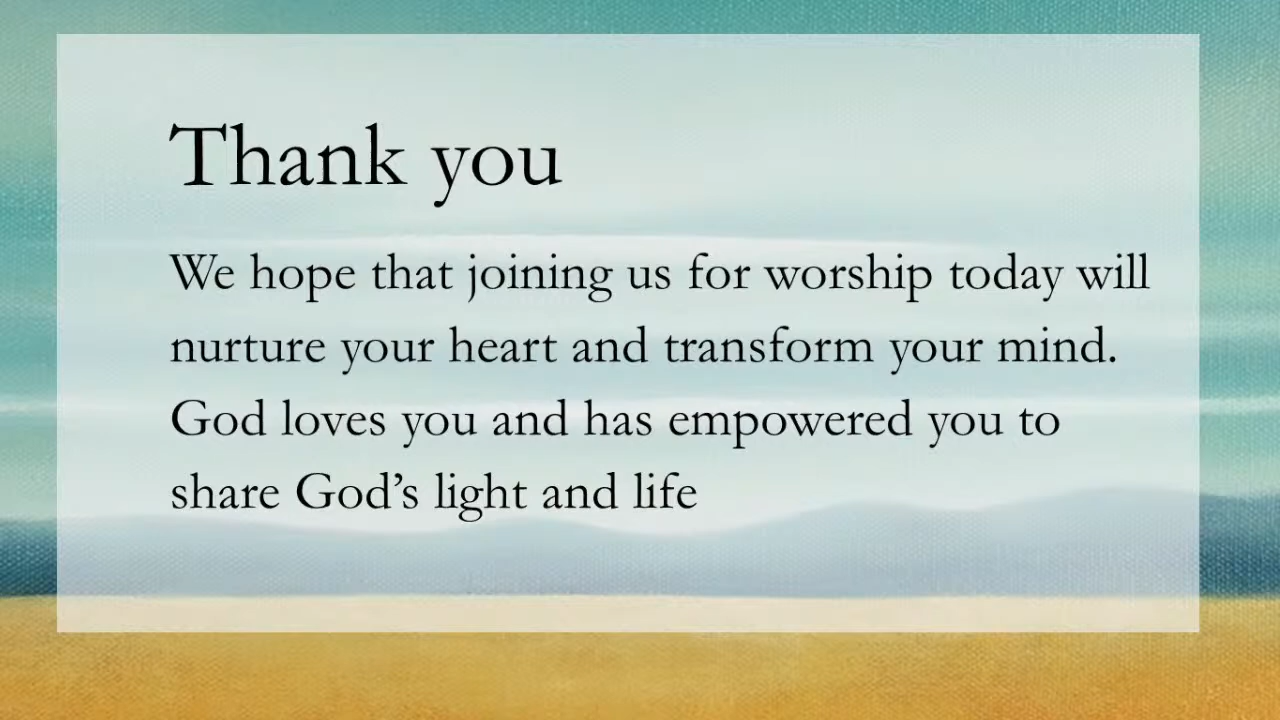 Thank you
We hope that joining us for worship today will
nurture your heart and transform your mind.
God loves you and has empowered you to
share God’s light and life